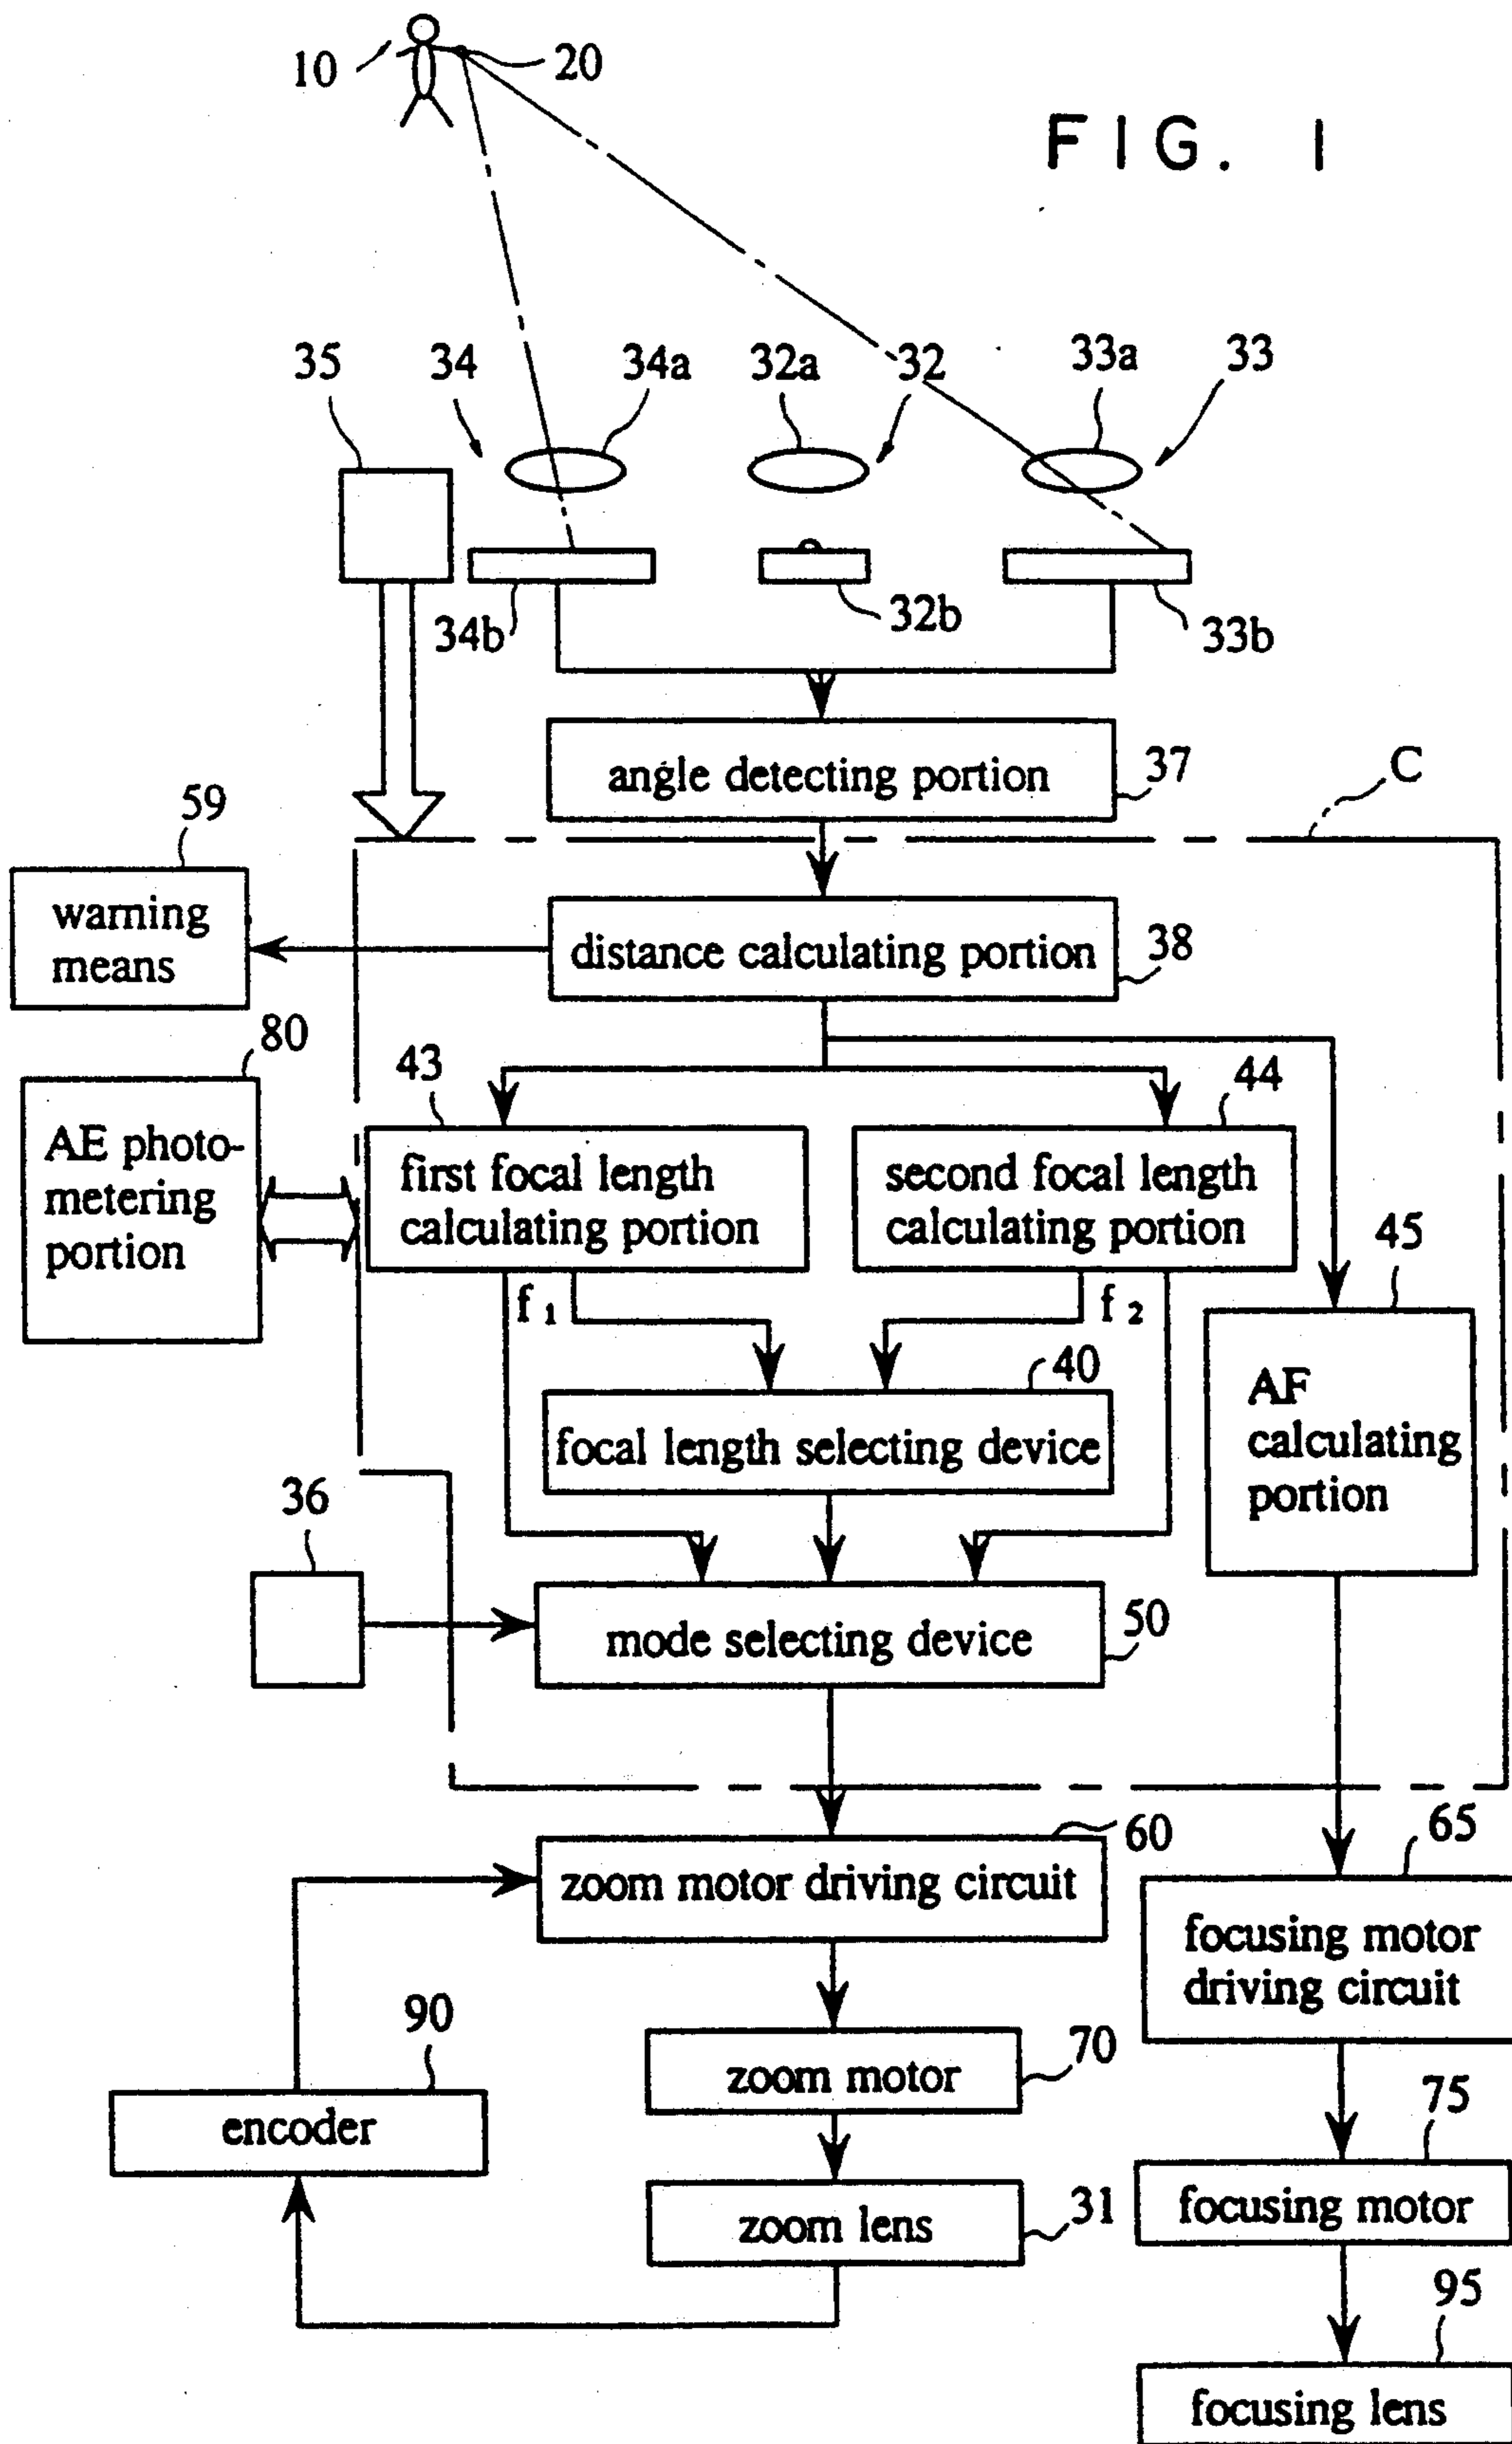 10
20
FIG. 1
35
34
34a
32a
32
33a
33
34b
32b
33b
angle detecting portion
37
C
59
warning
means
distance calculating portion
38
80
AE photo-
metering
portion
43
first focal length
calculating portion
44
second focal length
calculating portion
45
AF
calculating
portion
f1
f2
40
focal length selecting device
36
mode selecting device
50
60
zoom motor driving circuit
65
focusing motor
driving circuit
90
encoder
zoom motor
70
75
focusing motor
zoom lens
31
95
focusing lens